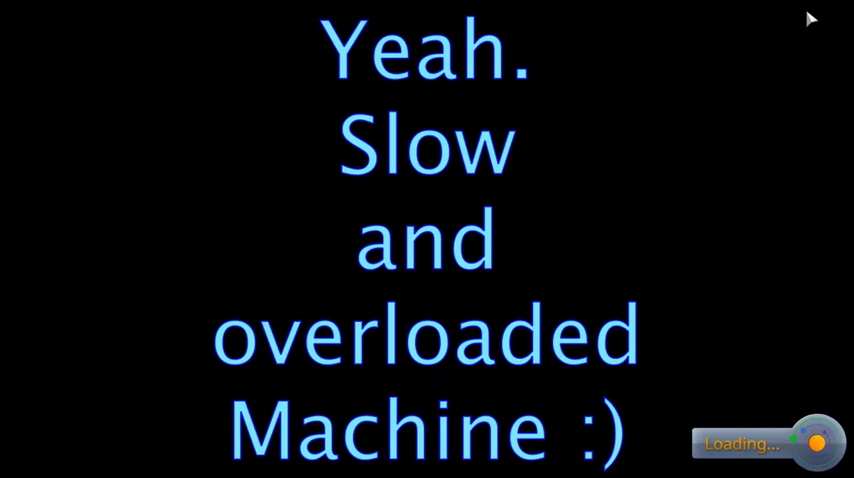 Yeah.
Slow
and
overloaded
Machine :)
Loading...